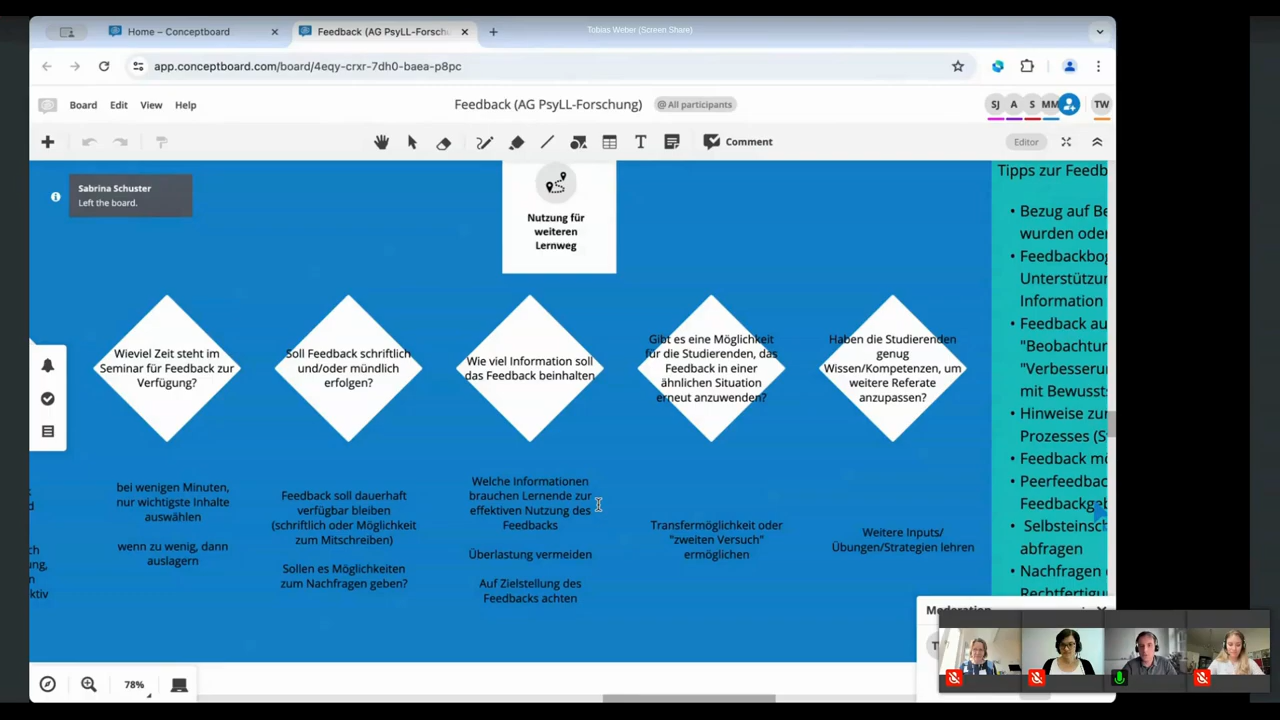 Tobias Weber (Screen Share)
Home – Conceptboard
Feedback (AG PsyLL-Forsch
app.conceptboard.com/board/4eqy-crxr-7dh0-baea-p8pc
Board Edit View Help
Feedback (AG PsyLL-Forschung)
@ All participants
SJ A S MM TW
T
Comment
Editor
Sabrina Schuster
Left the board.
Nutzung für
weiteren
Lernweg
Wieviel Zeit steht im
Seminar für Feedback zur
Verfügung?
Soll Feedback schriftlich
und/oder mündlich
erfolgen?
Wie viel Information soll
das Feedback beinhalten
Gibt es eine Möglichkeit
für die Studierenden, das
Feedback in einer
ähnlichen Situation
erneut anzuwenden?
Haben die Studierenden
genug
Wissen/Kompetenzen, um
weitere Referate
anzupassen?
bei wenigen Minuten,
nur wichtigste Inhalte
auswählen
wenn zu wenig, dann
auslagern
Feedback soll dauerhaft
verfügbar bleiben
(schriftlich oder Möglichkeit
zum Mitschreiben)
Sollen es Möglichkeiten
zum Nachfragen geben?
Welche Informationen
brauchen Lernende zur
effektiven Nutzung des
Feedbacks
Überlastung vermeiden
Auf Zielstellung des
Feedbacks achten
Transfermöglichkeit oder
"zweiten Versuch"
ermöglichen
Weitere Inputs/
Übungen/Strategien lehren
Tipps zur Feedb
• Bezug auf Be
wurden oder
• Feedbackbog
Unterstützun
Information
• Feedback au
"Beobachtun
"Verbesserun
mit Bewusst
• Hinweise zur
Prozesses (S
• Feedback mö
• Peerfeedbac
Feedbackgeb
• Selbsteinsch
abfragen
• Nachfragen
Rechtfertigu
Moderation
78%